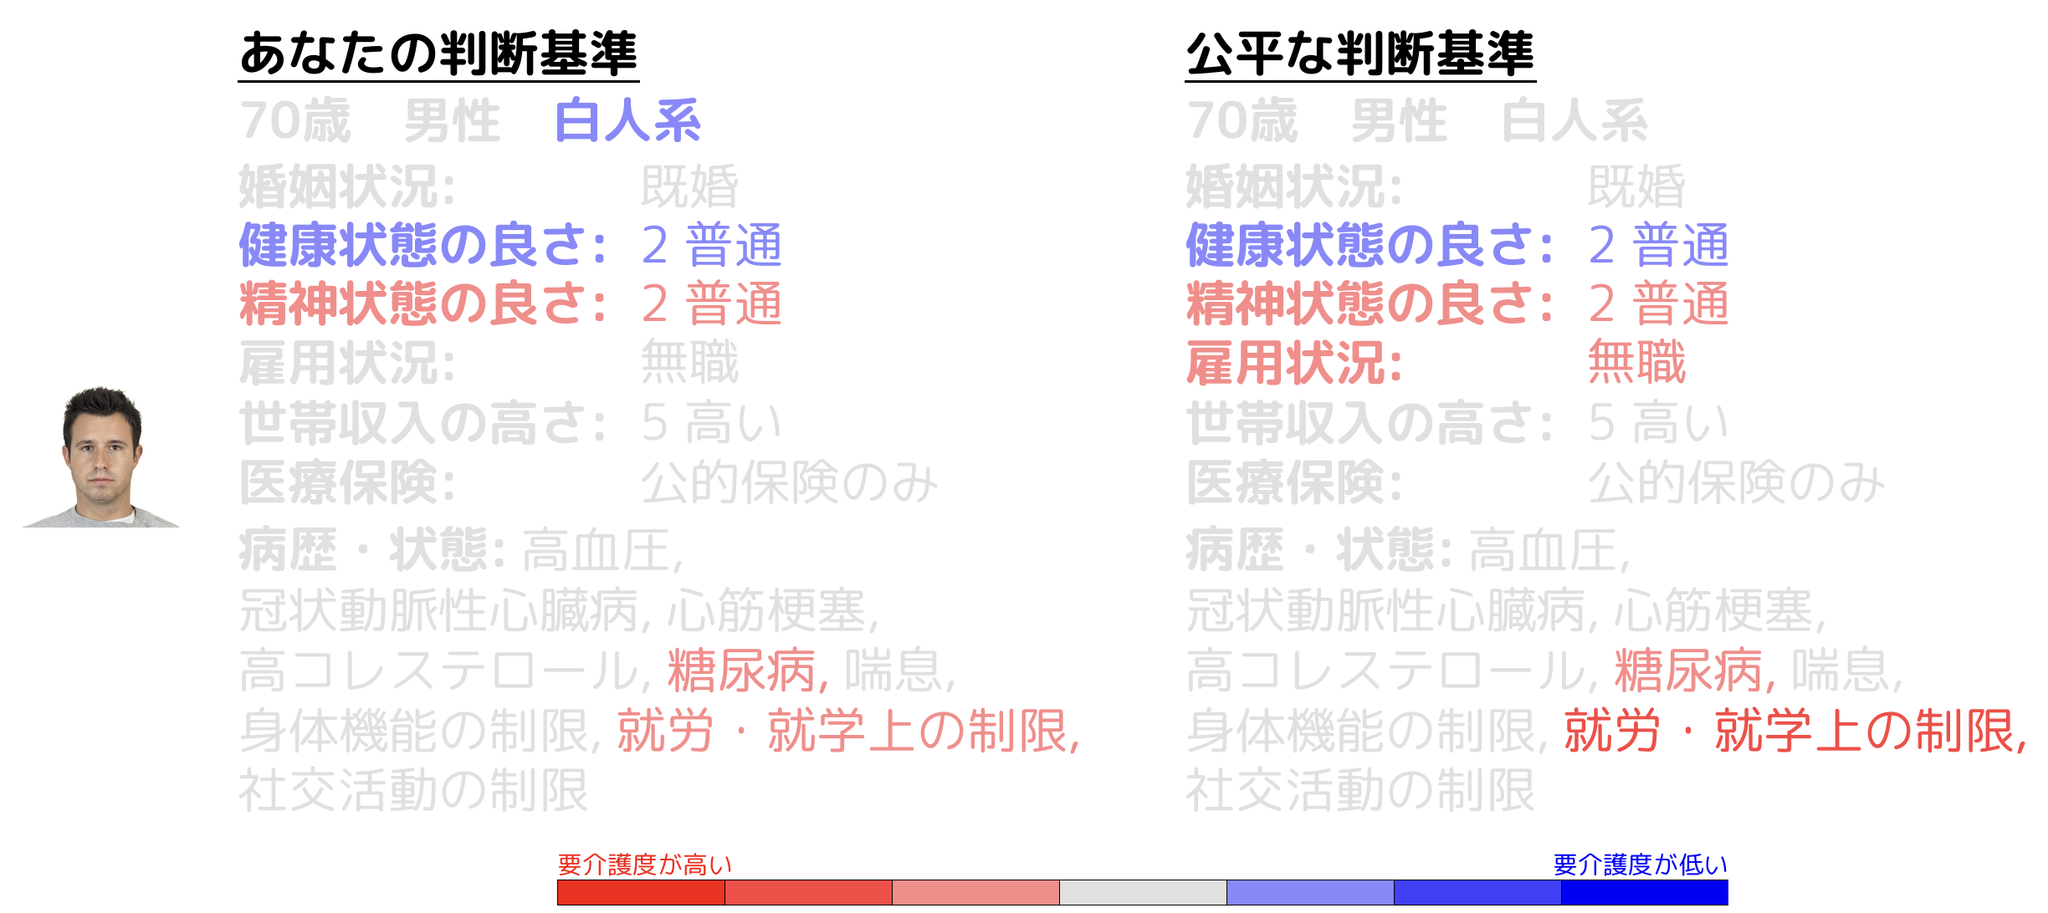 あなたの判断基準
70歳 男性 白人系
婚姻状況: 既婚
健康状態の良さ: 2 普通
精神状態の良さ: 2 普通
雇用状況: 無職
世帯収入の高さ: 5 高い
医療保険: 公的保険のみ
病歴・状態: 高血圧,
冠状動脈性心臓病, 心筋梗塞,
高コレステロール, 糖尿病, 喘息,
身体機能の制限, 就労・就学上の制限,
社交活動の制限
公平な判断基準
70歳 男性 白人系
婚姻状況: 既婚
健康状態の良さ: 2 普通
精神状態の良さ: 2 普通
雇用状況: 無職
世帯収入の高さ: 5 高い
医療保険: 公的保険のみ
病歴・状態: 高血圧,
冠状動脈性心臓病, 心筋梗塞,
高コレステロール, 糖尿病, 喘息,
身体機能の制限, 就労・就学上の制限,
社交活動の制限
要介護度が高い 要介護度が低い